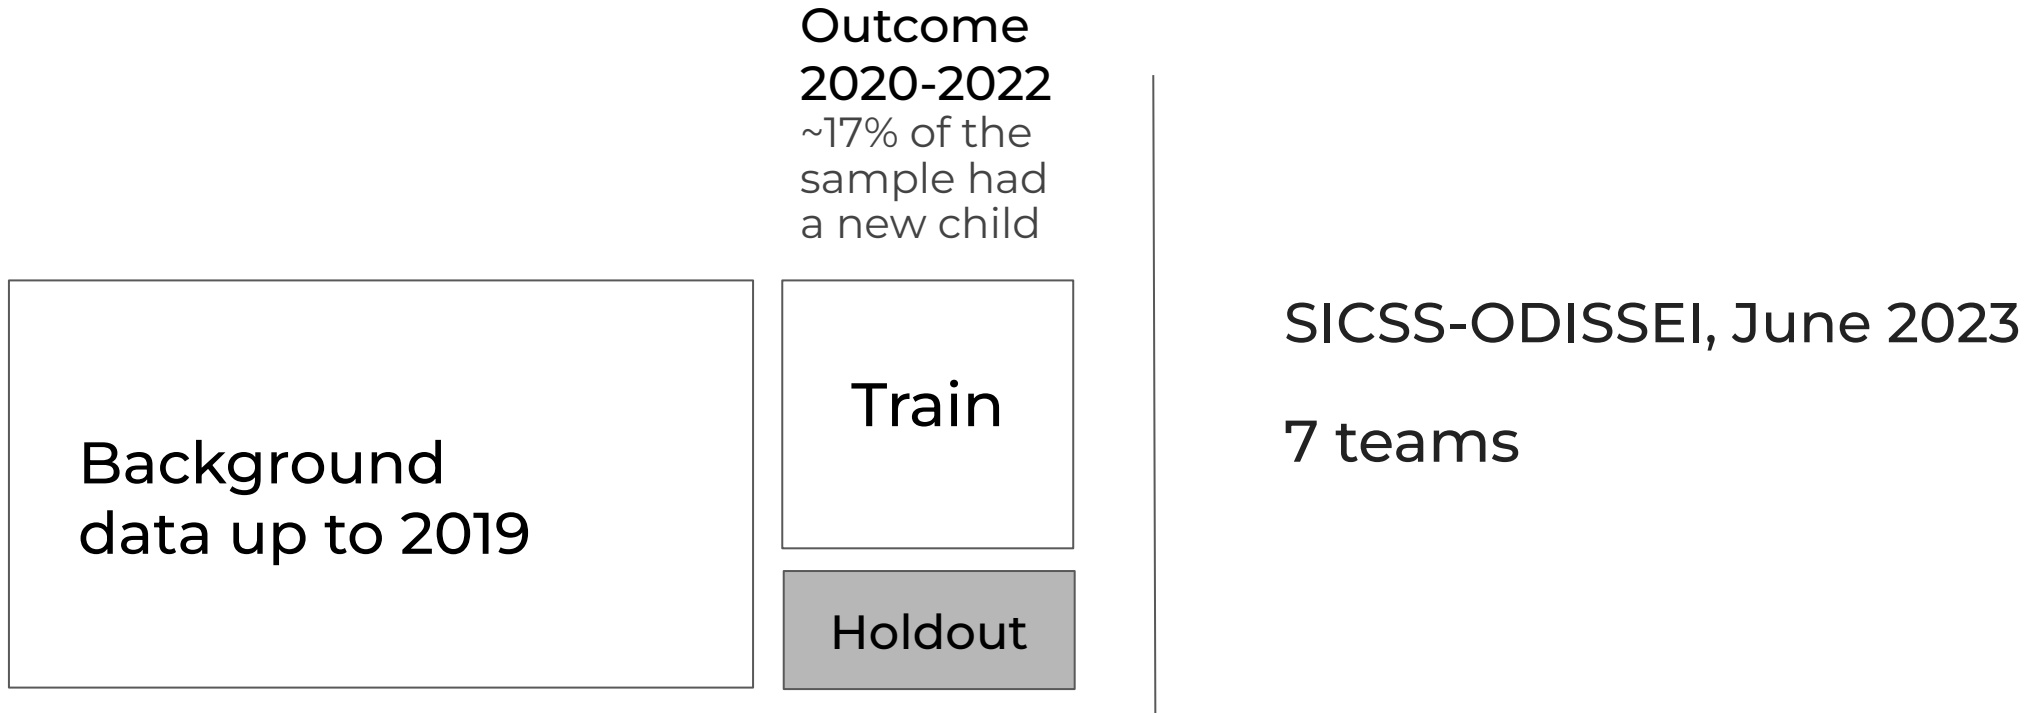 Outcome
2020-2022
~17% of the
sample had
a new child
Background
data up to 2019
Train
Holdout
SICSS-ODISSEI, June 2023
7 teams